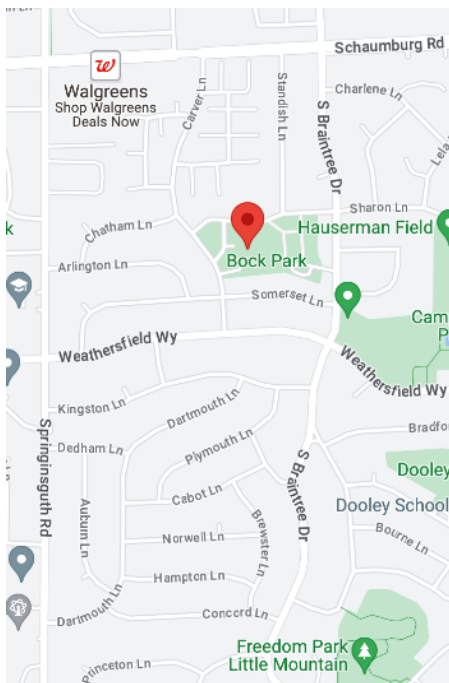 Schaumburg Rd
Walgreens
Shop Walgreens
Deals Now
Carver Ln
Standish Ln
S Braintree Dr
Charlene Ln
Lela
Sharon Ln
Chatham Ln
Hauserman Field
k
Bock Park
Arlington Ln
Somerset Ln
Cam
P
Weathersfield Wy
Weathersfield Wy
Kingston Ln
Dartmouth Ln
Springinsguth Rd
Dedham Ln
Plymouth Ln
S Braintree Dr
Bradfor
Dooley
Cabot Ln
Dooley School
Autumn Ln
Norwell Ln
Brewster Ln
Bourne Ln
Hampton Ln
Dartmouth Ln
Concord Ln
Freedom Park
Little Mountain
Princeton Ln